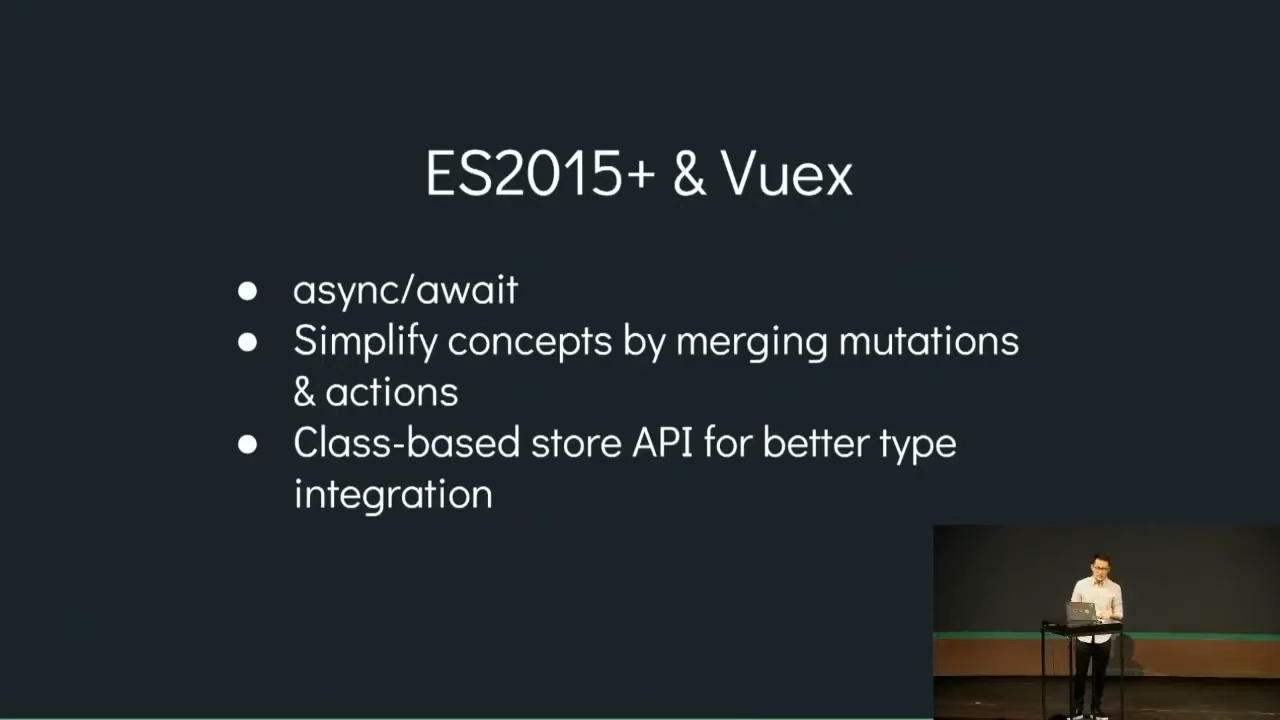 ES2015+ & Vuex
● async/await
● Simplify concepts by merging mutations
& actions
● Class-based store API for better type
integration